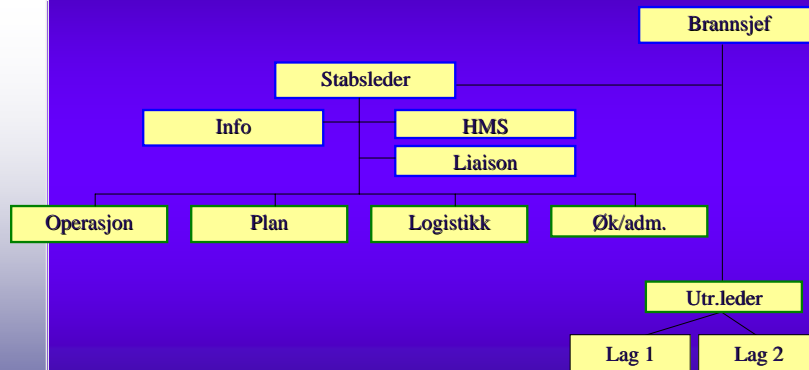 Brannsjef
Stabsleder
Info
HMS
Liaison
Operasjon
Plan
Logistikk
Øk/adm.
Utr.leder
Lag 1
Lag 2